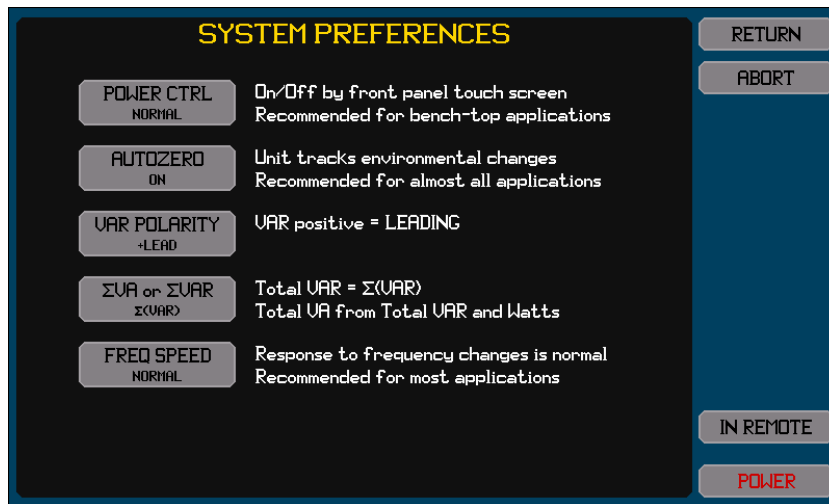 SYSTEM PREFERENCES
RETURN
ABORT
POWER CTRL
NORMAL
On/Off by front panel touch screen
Recommended for bench-top applications
AUTOZERO
ON
Unit tracks environmental changes
Recommended for almost all applications
VAR POLARITY
+LEAD
VAR positive = LEADING
ΣVA or ΣVAR
Σ(VAR)
Total VAR = Σ(VAR)
Total VA from Total VAR and Watts
FREQ SPEED
NORMAL
Response to frequency changes is normal
Recommended for most applications
IN REMOTE
POWER